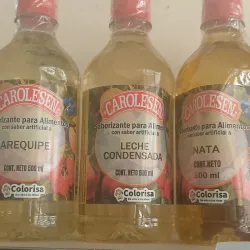 CAROLESEN
Saborizante para Alimentos
con sabor artificial a
AREQUIPE
CONT. NETO 500 ml
Colorisa
CAROLESEN
Saborizante para Alimentos
con sabor artificial a
LECHE
CONDENSADA
CONT. NETO 500 ml
Colorisa
CAROLESEN
Saborizante para Alimentos
con sabor artificial a
NATA
CONT. NETO
500 ml
Colorisa